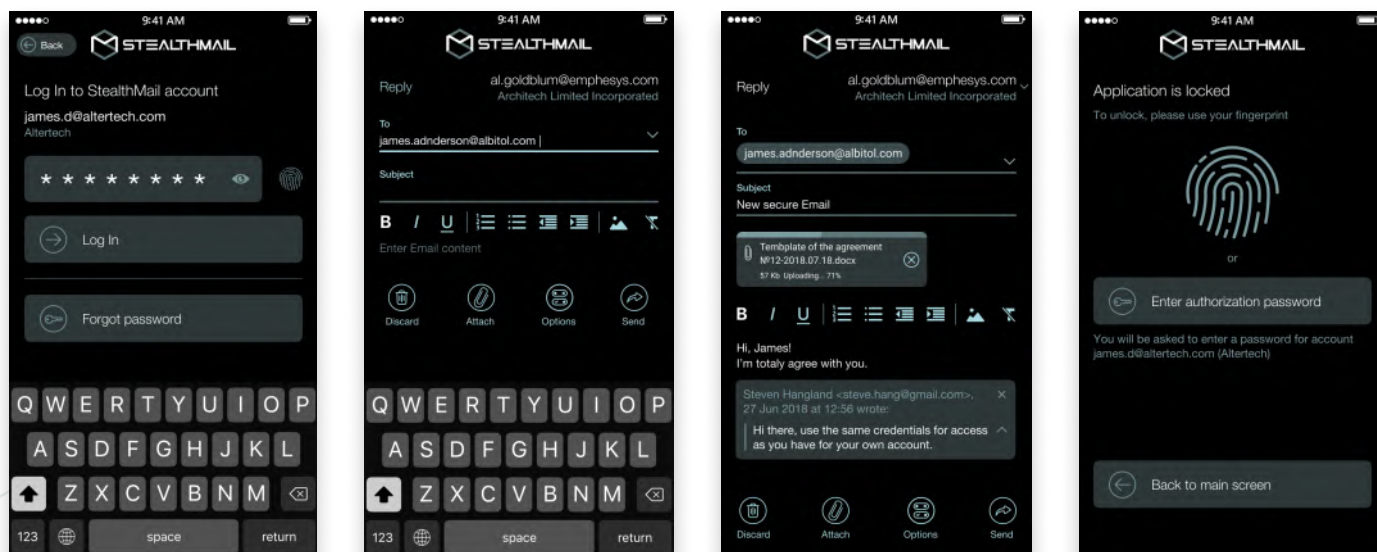 9:41 AM
Back
STEALTHMAIL
Log In to StealthMail account
james.d@altertech.com
Altertech
* * * * * * * *
Log In
Forgot password
Q W E R T Y U I O P
A S D F G H J K L
Z X C V B N M
123 space return
9:41 AM
STEALTHMAIL
Reply al.goldblum@emphesys.com
Architech Limited Incorporated
To
james.adnderson@albitol.com
Subject
B I U
Enter Email content
Discard Attach Options Send
Q W E R T Y U I O P
A S D F G H J K L
Z X C V B N M
123 space return
9:41 AM
STEALTHMAIL
Reply al.goldblum@emphesys.com
Architech Limited Incorporated
To
james.adnderson@albitol.com
Subject
New secure Email
Tembplate of the agreement
№12-2018.07.18.docx
57 Kb Uploading... 71%
B I U
Hi, James!
I'm totaly agree with you.
Steven Hangland <steve.hang@gmail.com>,
27 Jun 2018 at 12:56 wrote:
Hi there, use the same credentials for access
as you have for your own account.
Discard Attach Options Send
9:41 AM
STEALTHMAIL
Application is locked
To unlock, please use your fingerprint
or
Enter authorization password
You will be asked to enter a password for account
james.d@altertech.com (Altertech)
Back to main screen